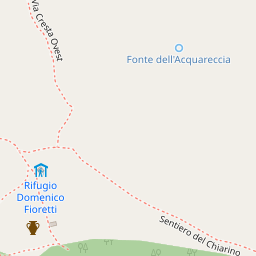 Via Cresta Ovest
Fonte dell'Acquareccia
Rifugio
Domenico
Fioretti
Sentiero del Chiarino